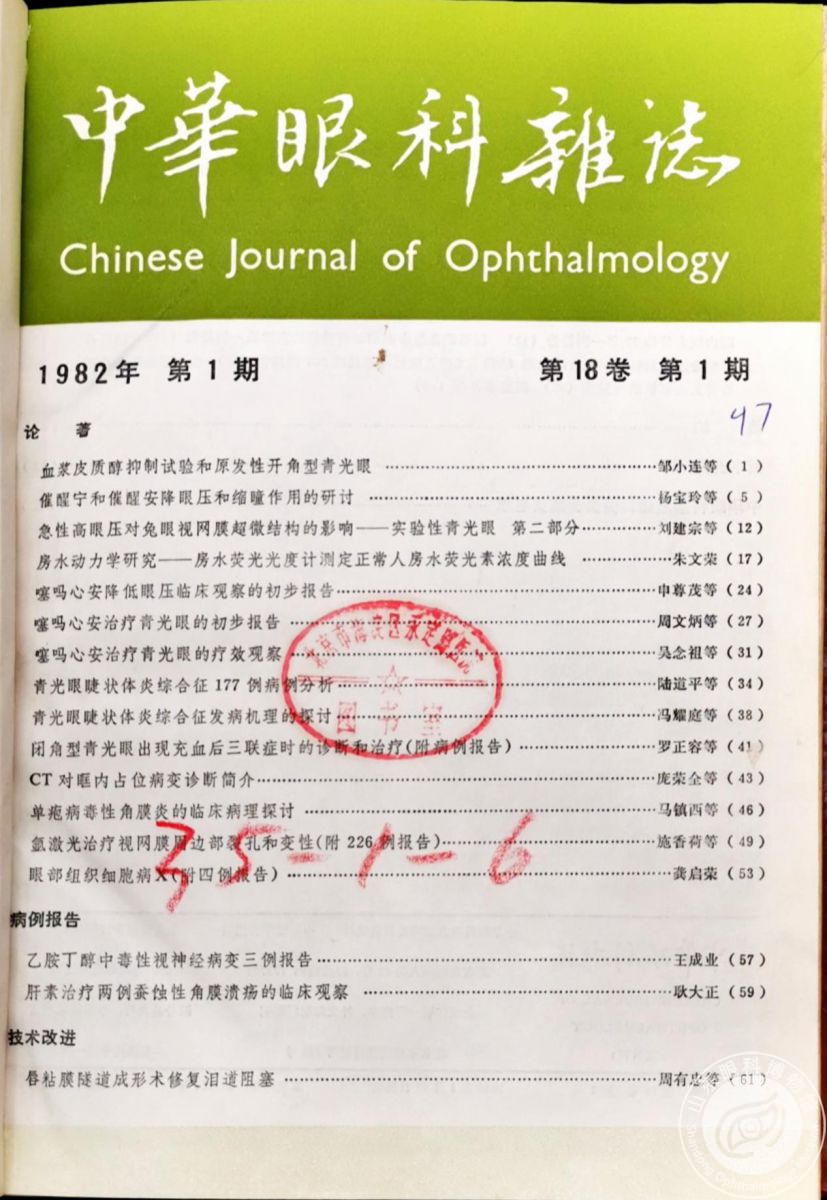 中華眼科雜誌
Chinese Journal of Ophthalmology
1982年 第1期 第18卷 第1期
47
论 著
血浆皮质醇抑制试验和原发性开角型青光眼 ……………………………邹小连等(1)
催醒宁和催醒安降眼压和缩瞳作用的研讨 ……………………………杨宝玲等(5)
急性高眼压对兔眼视网膜超微结构的影响——实验性青光眼 第二部分………刘建宗等(12)
房水动力学研究——房水荧光光度计测定正常人房水荧光素浓度曲线 …………朱文荣(17)
噻吗心安降低眼压临床观察的初步报告……………………………申尊茂等(24)
噻吗心安治疗青光眼的初步报告……………………………周文炳等(27)
噻吗心安治疗青光眼的疗效观察……………………………吴念祖等(31)
青光眼睫状体炎综合征177例病例分析……………………………陆道平等(34)
青光眼睫状体炎综合征发病机理的探讨……………………………冯耀庭等(38)
闭角型青光眼出现充血后三联症时的诊断和治疗(附病例报告)………………罗正容等(41)
CT对眶内占位病变诊断简介……………………………庞荣全等(43)
单疱病毒性角膜炎的临床病理探讨……………………………马镇西等(46)
氩激光治疗视网膜周边部裂孔和变性(附226例报告)……………………施香荷等(49)
眼部组织细胞病X(附四例报告)……………………………龚启荣(53)
图书室
35-1-6
病例报告
乙胺丁醇中毒性视神经病变三例报告……………………………王成业(57)
肝素治疗两例蚕蚀性角膜溃疡的临床观察 ……………………………耿大正(59)
技术改进
唇粘膜隧道成形术修复泪道阻塞……………………………周有忠等(61)